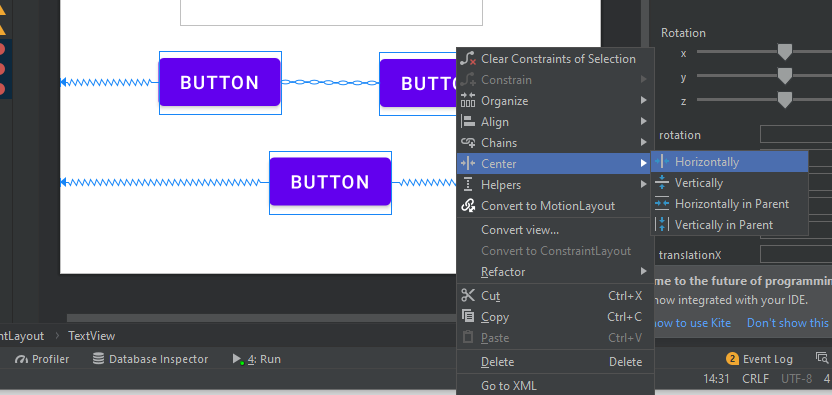 Rotation
x
y
z
rotation
translationX
BUTTON
BUTTON
Clear Constraints of Selection
Constrain
Organize
Align
Chains
Center
Helpers
Convert to MotionLayout
Convert view...
Convert to ConstraintLayout
Refactor
Cut Ctrl+X
Copy Ctrl+C
Paste Ctrl+V
Delete Delete
Go to XML
Horizontally
Vertically
Horizontally in Parent
Vertically in Parent
me to the future of programmin
now integrated with your IDE.
how to use Kite Don't show this
ntLayout > TextView
Profiler Database Inspector 4: Run
2 Event Log
14:31 CRLF UTF-8 4